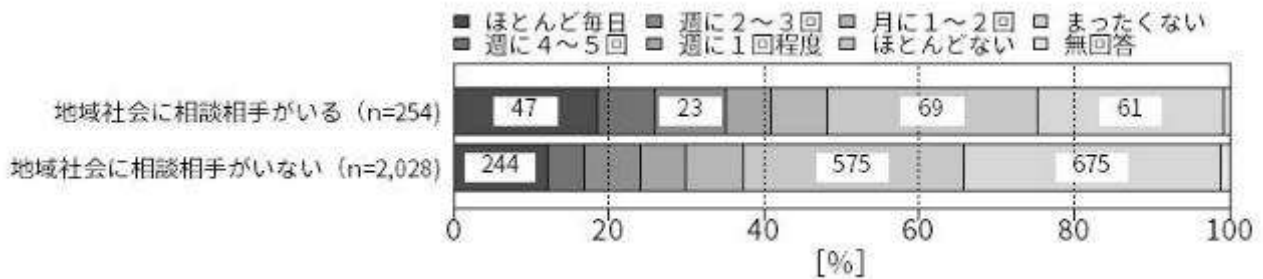 ■ ほとんど毎日 ■ 週に2～3回 ■ 月に1～2回 □ まったくない
■ 週に4～5回 ■ 週に1回程度 □ ほとんどない □ 無回答
地域社会に相談相手がいる（n=254) 47 23 69 61
地域社会に相談相手がいない（n=2,028) 244 575 675
0 20 40 60 80 100
[%]